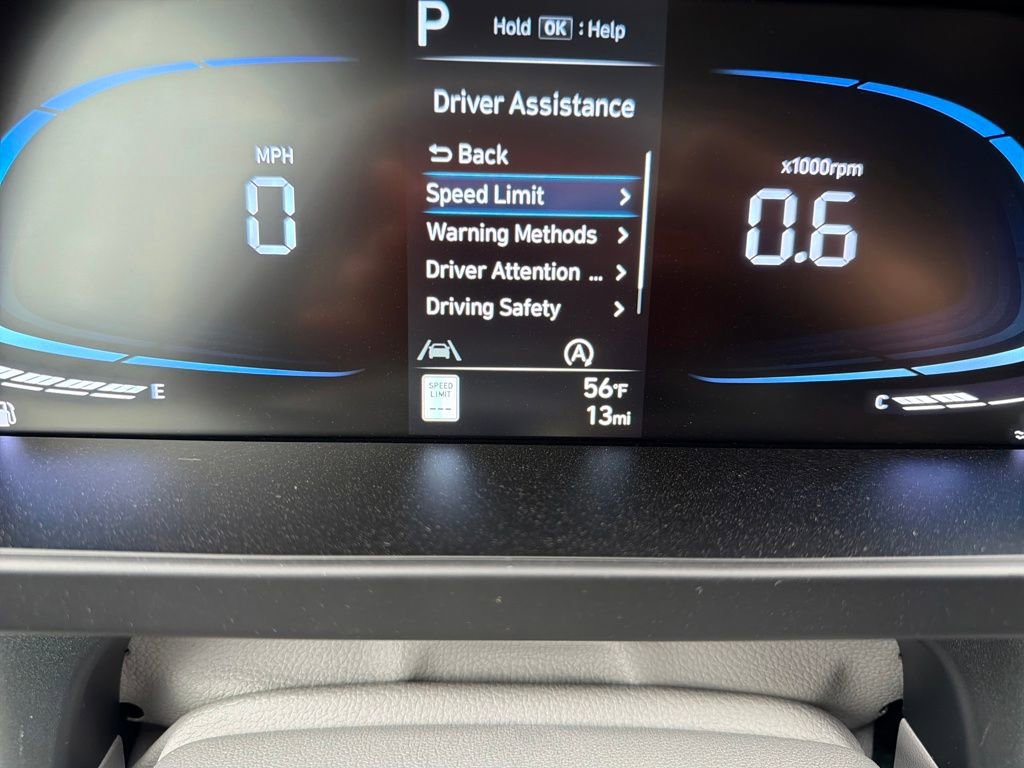 P
Hold OK : Help
Driver Assistance
Back
Speed Limit
Warning Methods
Driver Attention ...
Driving Safety
MPH
0
x1000rpm
0.6
A
E
SPEED
LIMIT
---
56°F
13mi
C